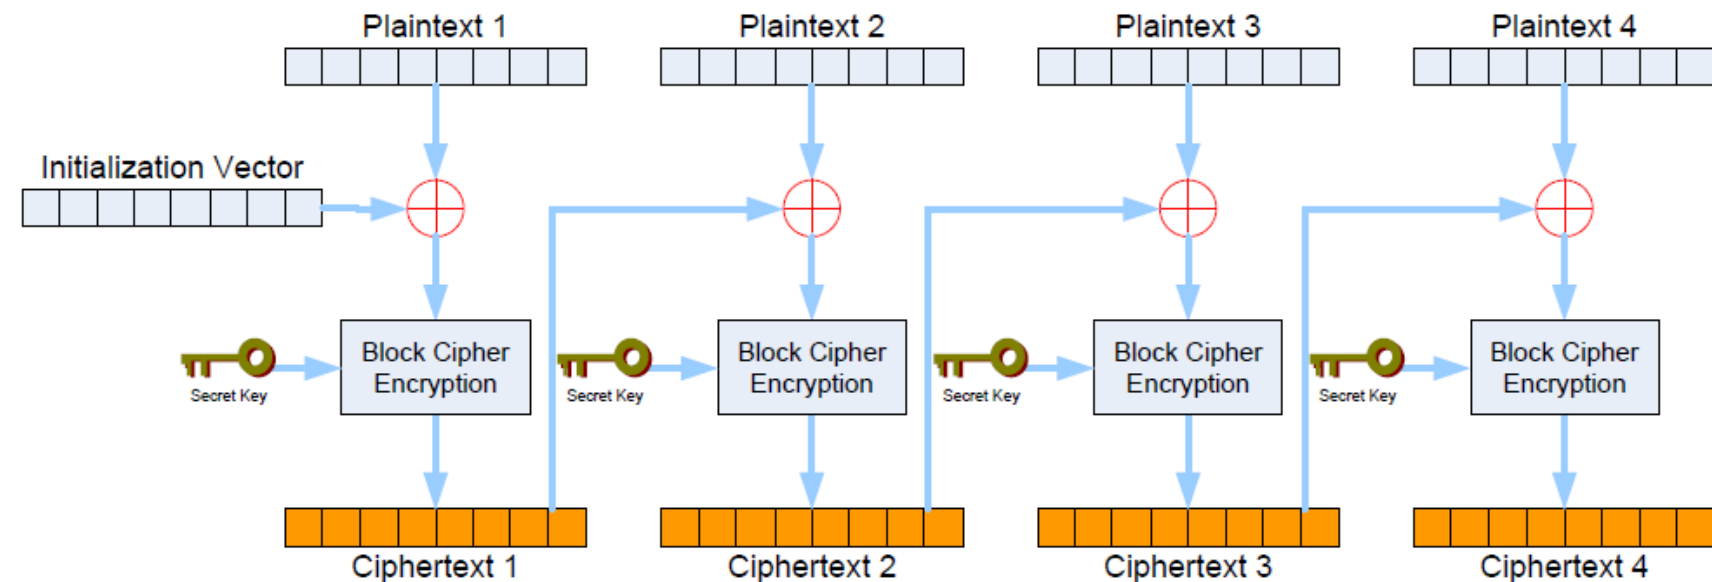 Plaintext 1
Plaintext 2
Plaintext 3
Plaintext 4
Initialization Vector
Block Cipher
Encryption
Block Cipher
Encryption
Block Cipher
Encryption
Block Cipher
Encryption
Secret Key
Secret Key
Secret Key
Secret Key
Ciphertext 1
Ciphertext 2
Ciphertext 3
Ciphertext 4